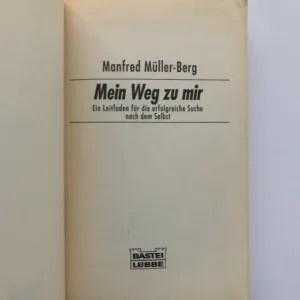 Manfred Müller-Berg
Mein Weg zu mir
Ein Leitfaden für die erfolgreiche Suche
nach dem Selbst
BASTEI
LÜBBE